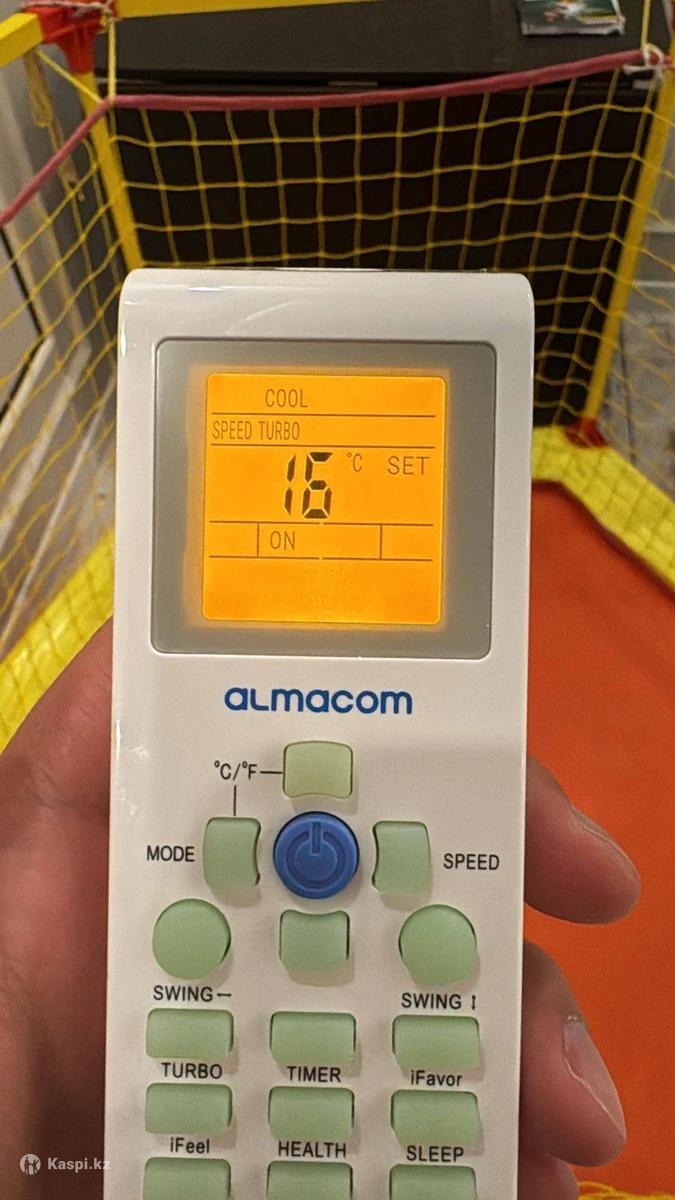 COOL
SPEED TURBO
16 °C SET
ON
almacom
°C/°F
MODE
SPEED
SWING ↔
SWING ↕
TURBO
TIMER
iFavor
iFeel
HEALTH
SLEEP
Kaspi.kz